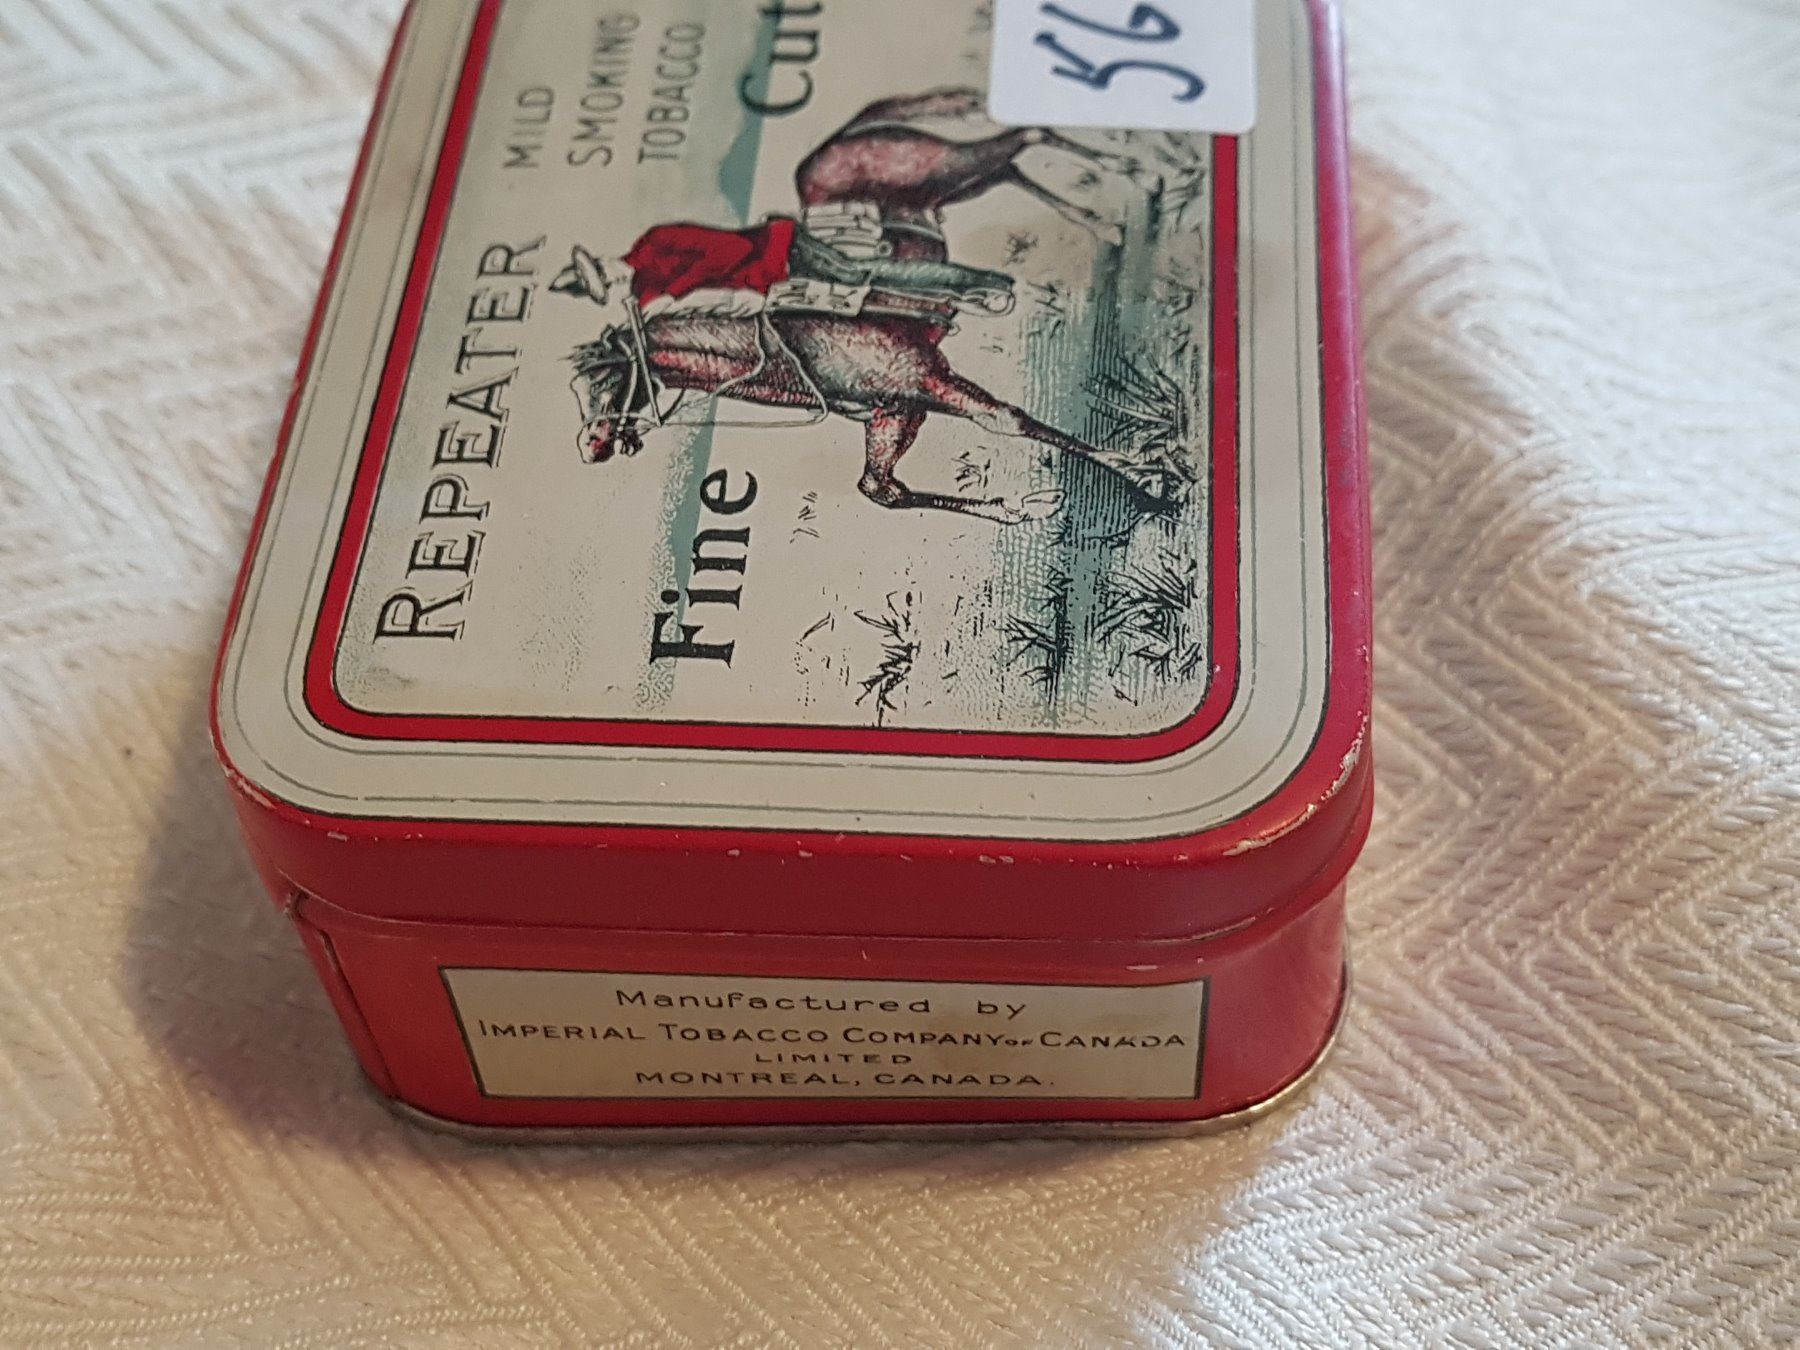 REPEATER
MILD
SMOKING
TOBACCO
Fine Cut
56
Manufactured by
IMPERIAL TOBACCO COMPANY OF CANADA
LIMITED
MONTREAL, CANADA.